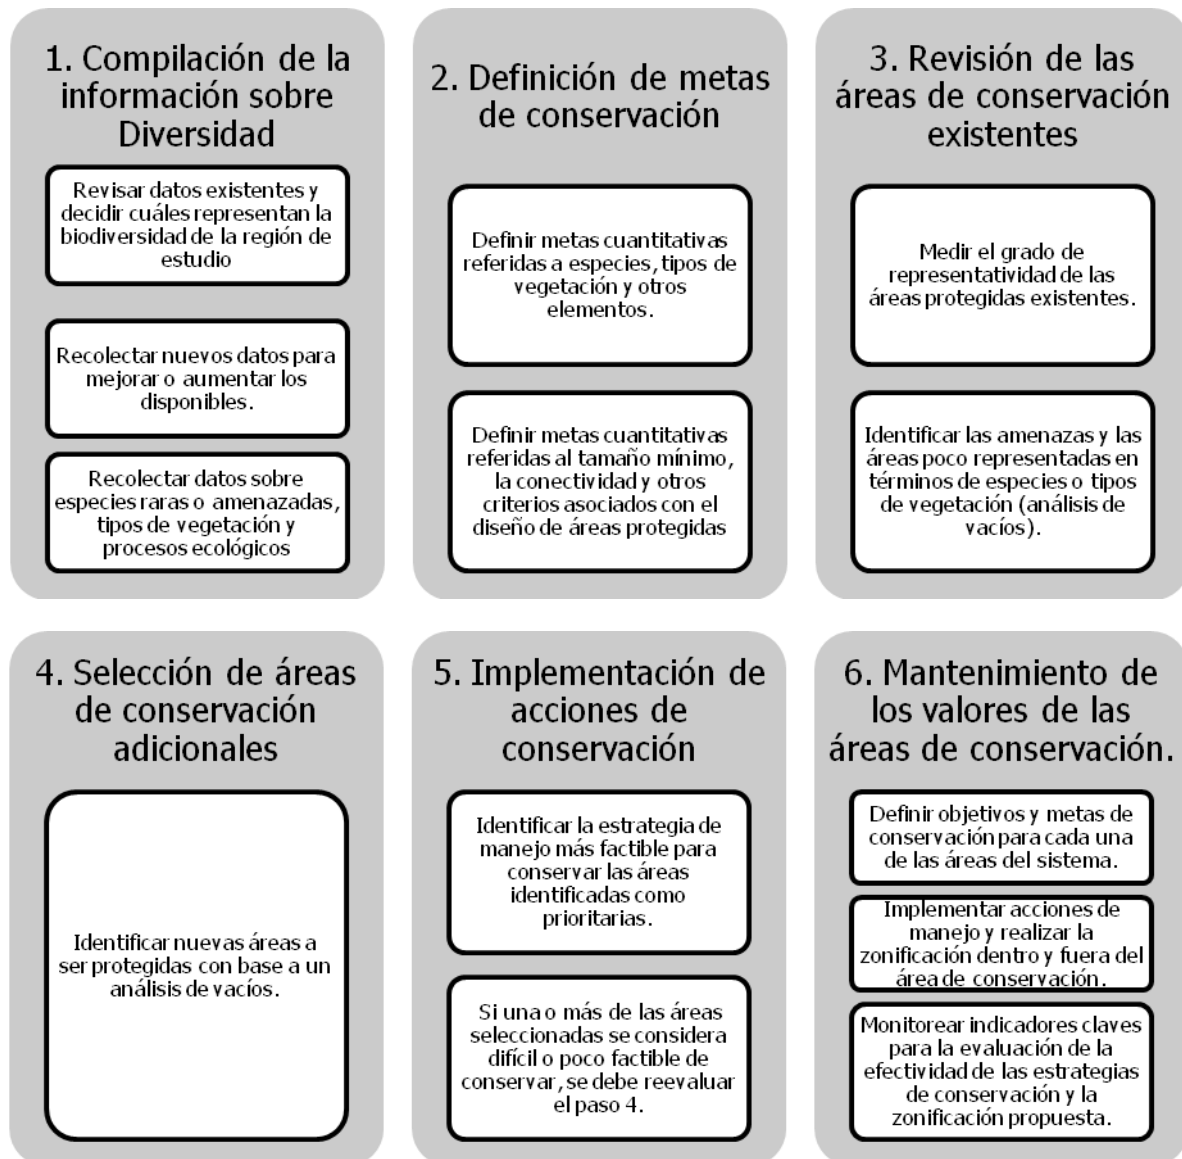 1. Compilación de la
información sobre
Diversidad
Revisar datos existentes y
decidir cuáles representan la
biodiversidad de la región de
estudio
Recolectar nuevos datos para
mejorar o aumentar los
disponibles.
Recolectar datos sobre
especies raras o amenazadas,
tipos de vegetación y
procesos ecológicos
2. Definición de metas
de conservación
Definir metas cuantitativas
referidas a especies, tipos de
vegetación y otros
elementos.
Definir metas cuantitativas
referidas al tamaño mínimo,
la conectividad y otros
criterios asociados con el
diseño de áreas protegidas
3. Revisión de las
áreas de conservación
existentes
Medir el grado de
representatividad de las
áreas protegidas existentes.
Identificar las amenazas y las
áreas poco representadas en
términos de especies o tipos
de vegetación (análisis de
vacíos).
4. Selección de áreas
de conservación
adicionales
Identificar nuevas áreas a
ser protegidas con base a un
análisis de vacíos.
5. Implementación de
acciones de
conservación
Identificar la estrategia de
manejo más factible para
conservar las áreas
identificadas como
prioritarias.
Si una o más de las áreas
seleccionadas se considera
difícil o poco factible de
conservar, se debe reevaluar
el paso 4.
6. Mantenimiento de
los valores de las
áreas de conservación.
Definir objetivos y metas de
conservación para cada una
de las áreas del sistema.
Implementar acciones de
manejo y realizar la
zonificación dentro y fuera del
área de conservación.
Monitorear indicadores claves
para la evaluación de la
efectividad de las estrategias
de conservación y la
zonificación propuesta.